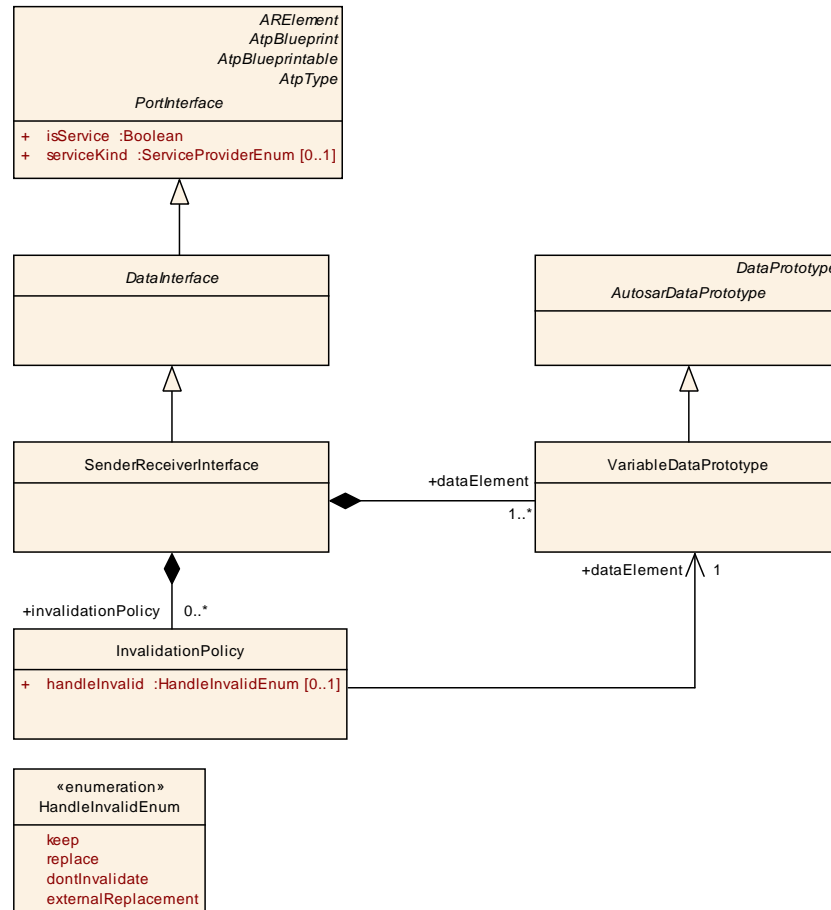 ARElement
AtpBlueprint
AtpBlueprintable
AtpType
PortInterface
+ isService :Boolean
+ serviceKind :ServiceProviderEnum [0..1]
DataInterface
DataPrototype
AutosarDataPrototype
SenderReceiverInterface
+dataElement
1..*
VariableDataPrototype
+dataElement 1
+invalidationPolicy 0..*
InvalidationPolicy
+ handleInvalid :HandleInvalidEnum [0..1]
«enumeration»
HandleInvalidEnum
keep
replace
dontInvalidate
externalReplacement